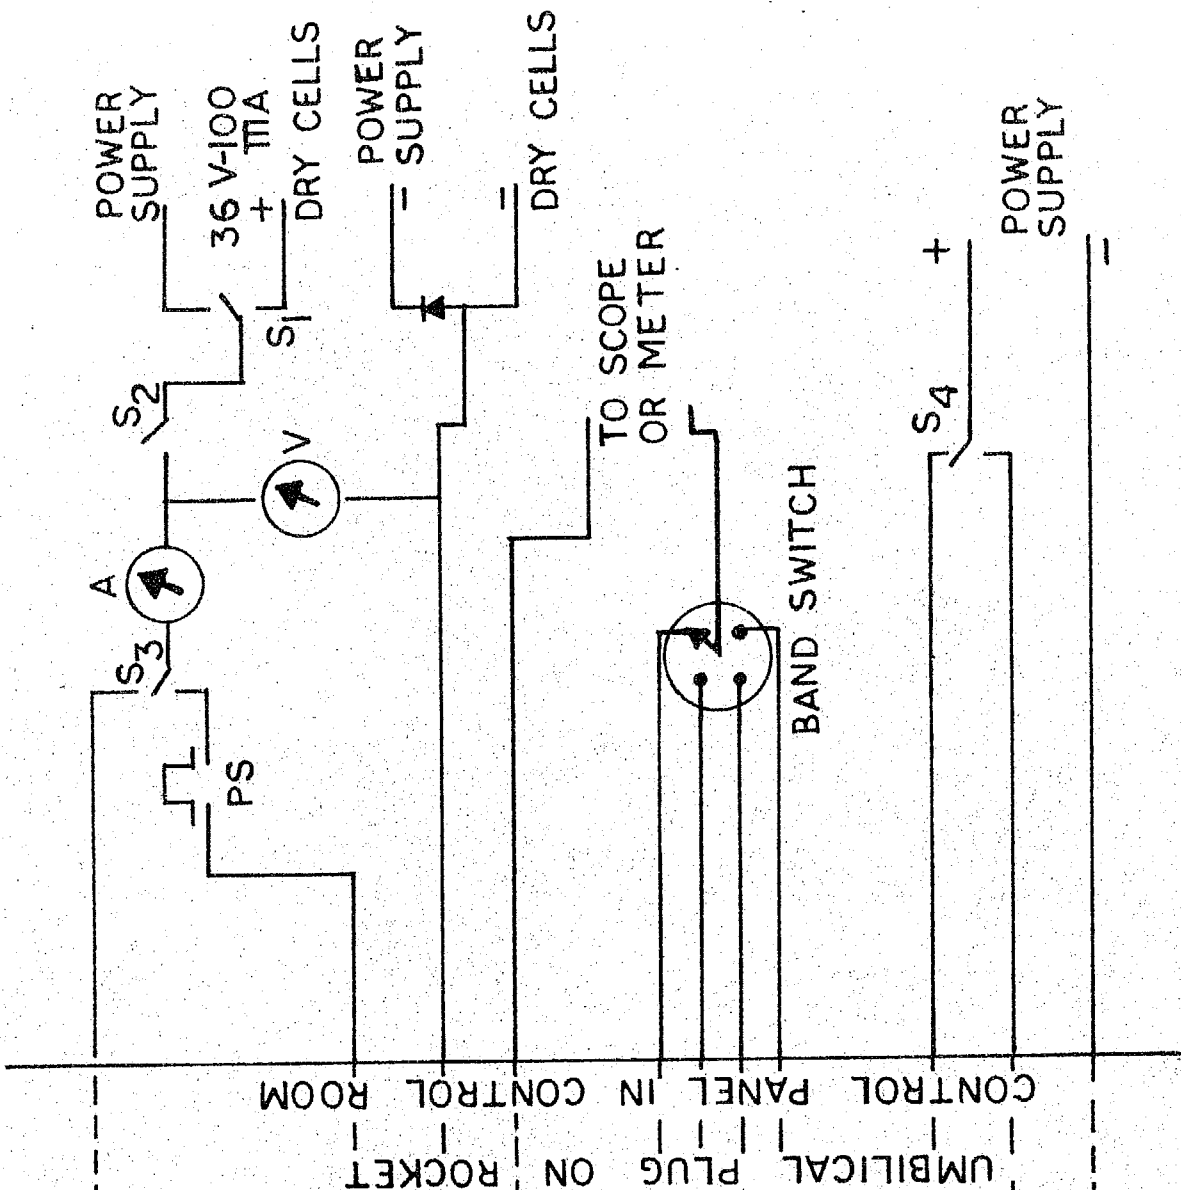 POWER
SUPPLY
36 V-100
+ mA
DRY CELLS
POWER
SUPPLY
−
−
DRY CELLS
S1
S2
V
A
S3
PS
TO SCOPE
OR METER
BAND SWITCH
S4
+
POWER
SUPPLY
−
CONTROL PANEL IN CONTROL ROOM
UMBILICAL PLUG ON ROCKET